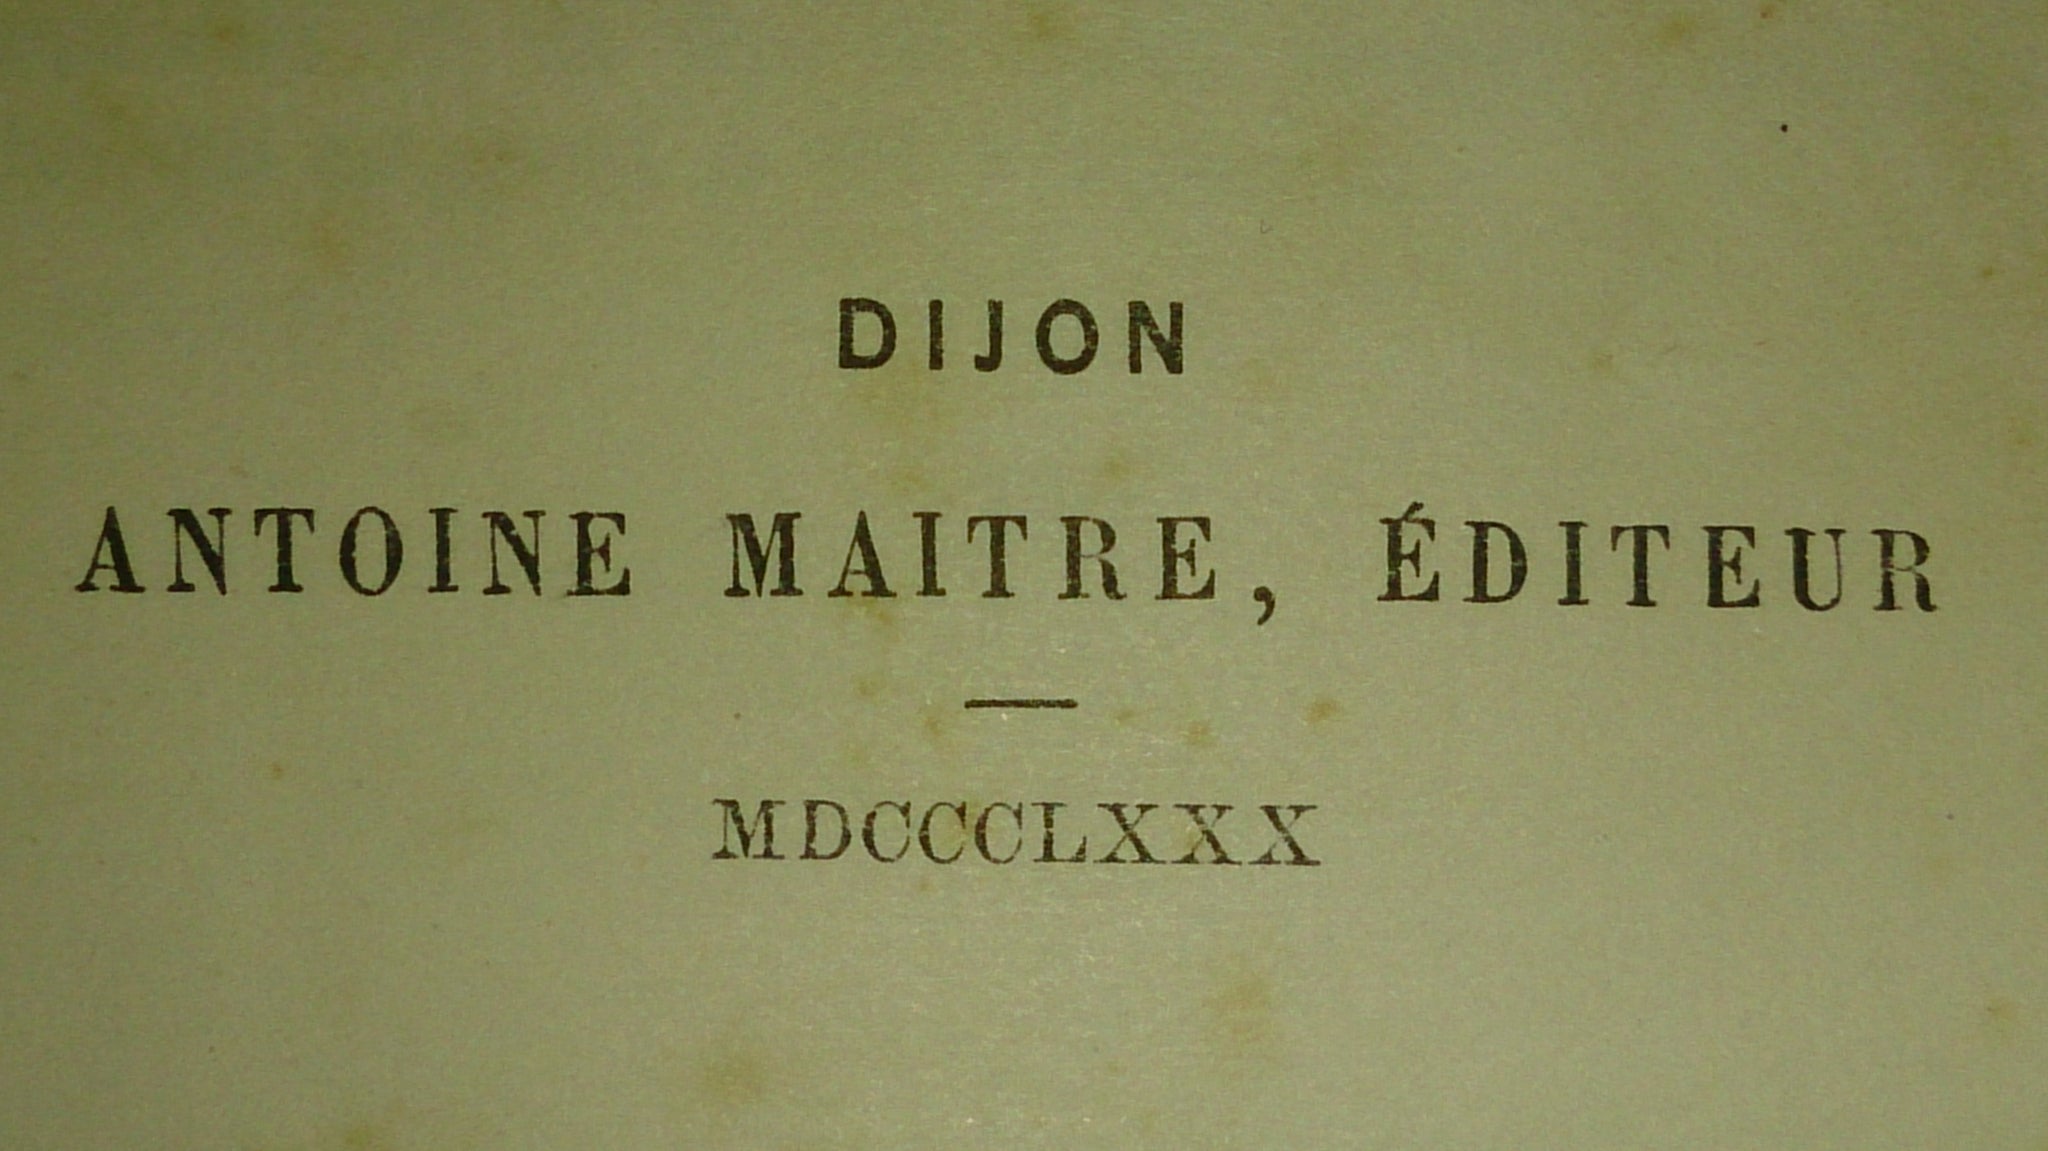 DIJON
ANTOINE MAITRE, ÉDITEUR
MDCCCLXXX